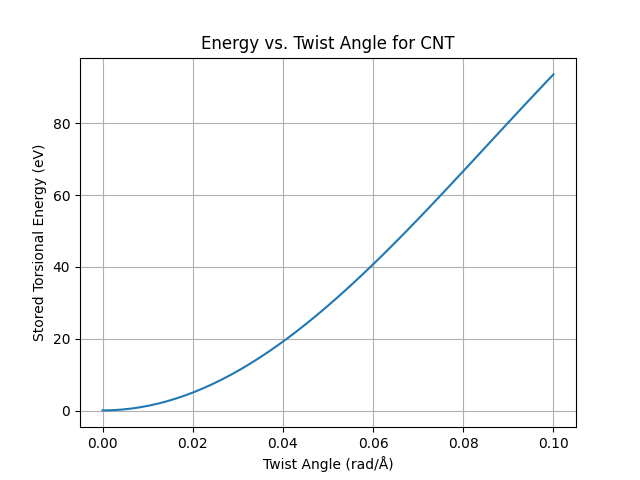 Energy vs. Twist Angle for CNT
Stored Torsional Energy (eV)
80
60
40
20
0
0.00 0.02 0.04 0.06 0.08 0.10
Twist Angle (rad/Å)